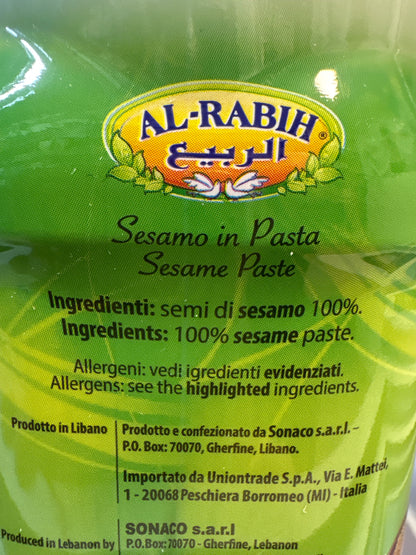 AL-RABIH®
الربيع
Sesamo in Pasta
Sesame Paste
Ingredienti: semi di sesamo 100%.
Ingredients: 100% sesame paste.
Allergeni: vedi igredienti evidenziati.
Allergens: see the highlighted ingredients.
Prodotto in Libano
Prodotto e confezionato da Sonaco s.a.r.l. –
P.O. Box: 70070, Gherfine, Libano.
Importato da Uniontrade S.p.A., Via E. Mattei,
1 - 20068 Peschiera Borromeo (MI) - Italia
Produced in Lebanon by
SONACO s.a.r.l
P.O.Box: 70070 - Gherfine, Lebanon